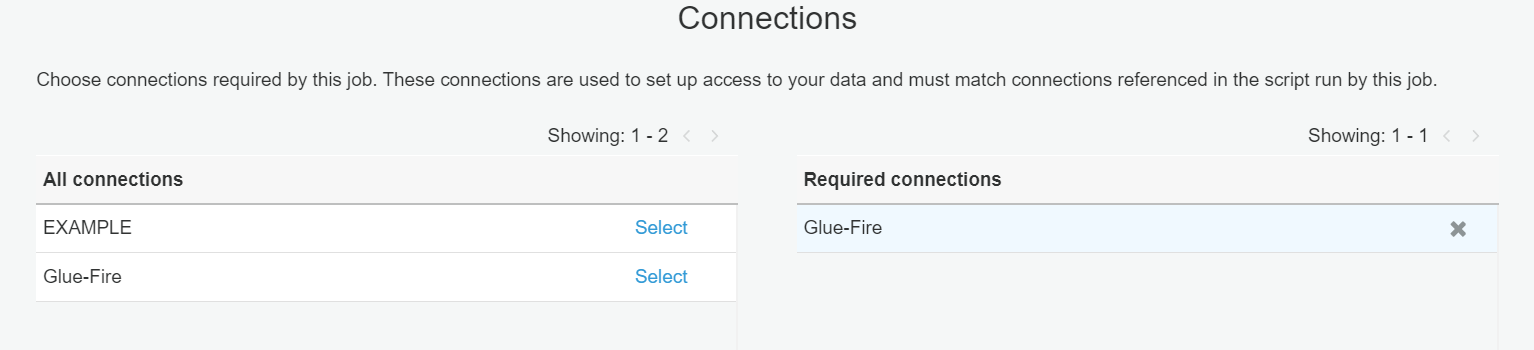 Connections
Choose connections required by this job. These connections are used to set up access to your data and must match connections referenced in the script run by this job.
Showing: 1 - 2
All connections
EXAMPLE Select
Glue-Fire Select
Showing: 1 - 1
Required connections
Glue-Fire